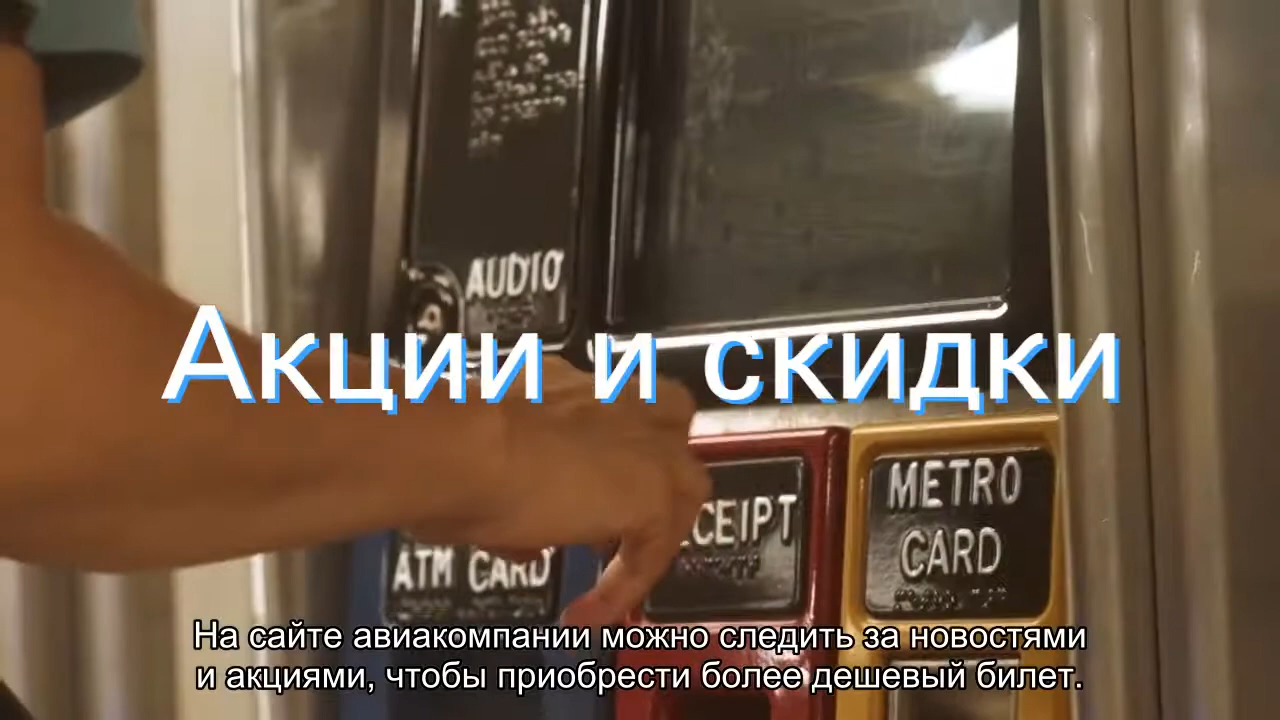 AUDIO
Акции и скидки
METRO
CARD
ATM CARD
На сайте авиакомпании можно следить за новостями
и акциями, чтобы приобрести более дешевый билет.